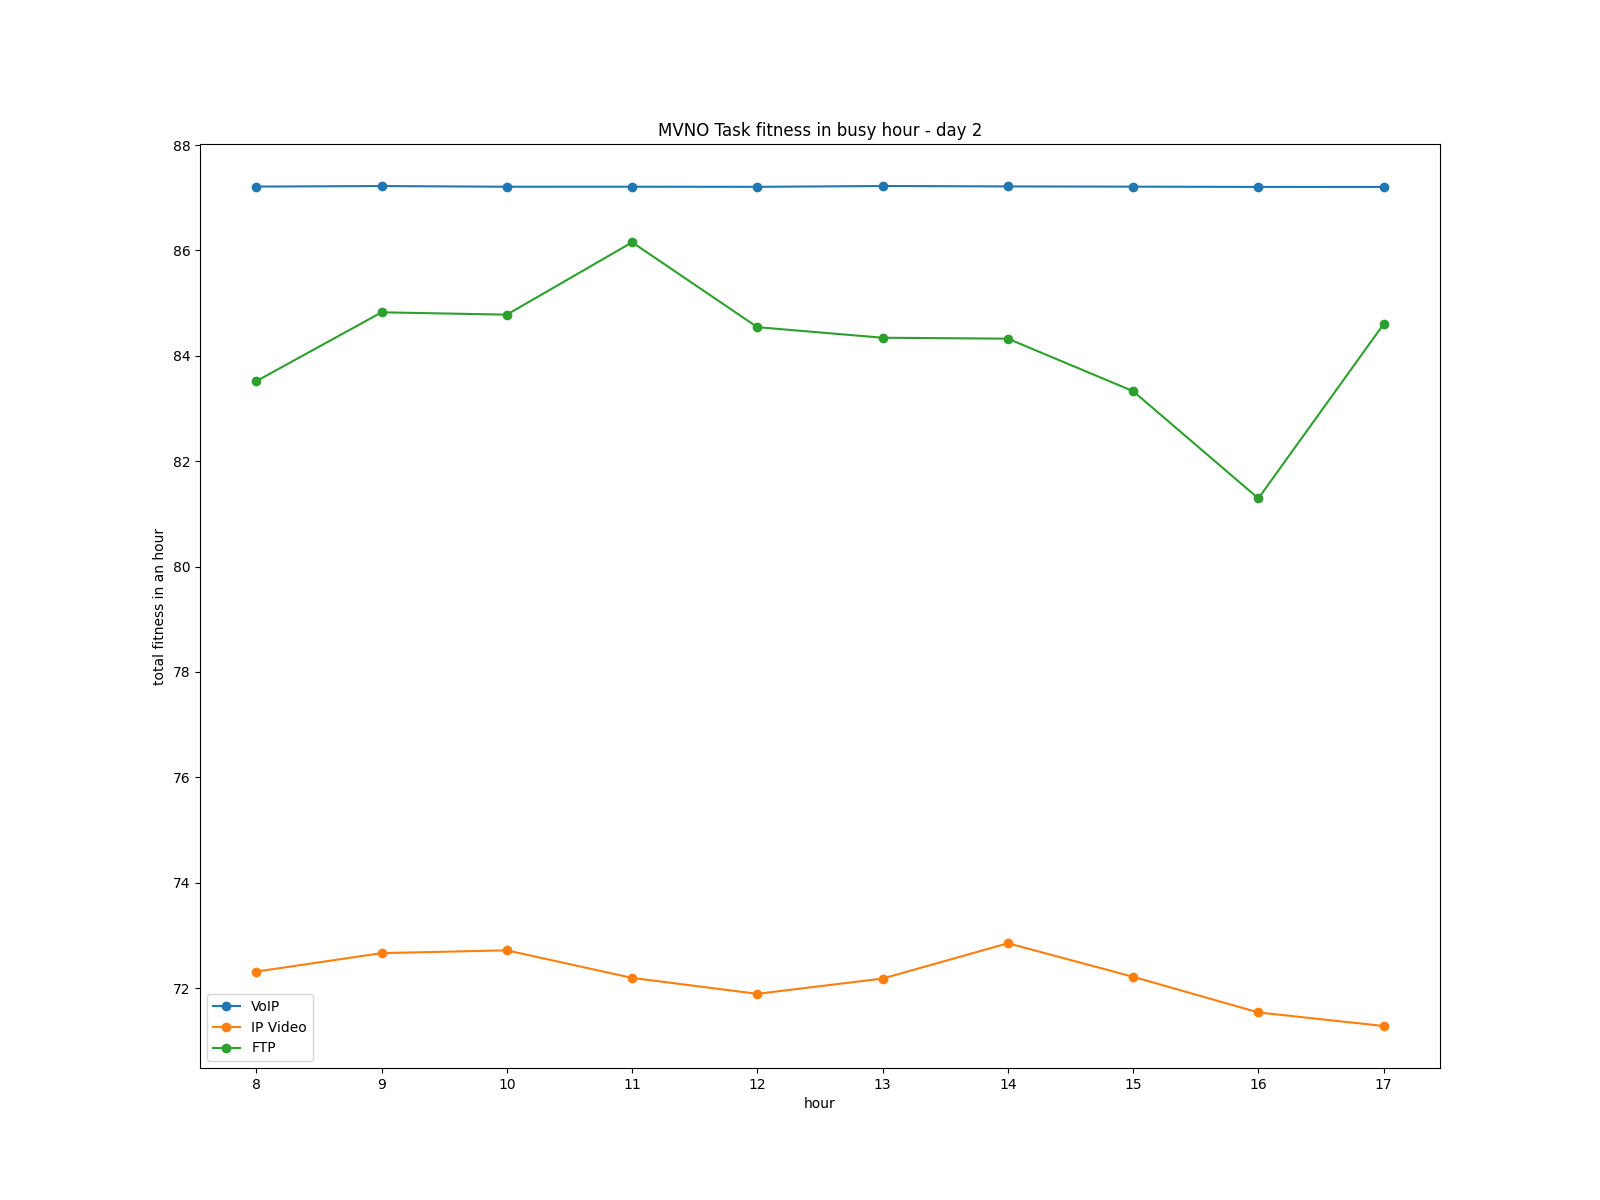 MVNO Task fitness in busy hour - day 2
88
86
84
82
80
78
76
74
72
total fitness in an hour
VoIP
IP Video
FTP
8 9 10 11 12 13 14 15 16 17
hour